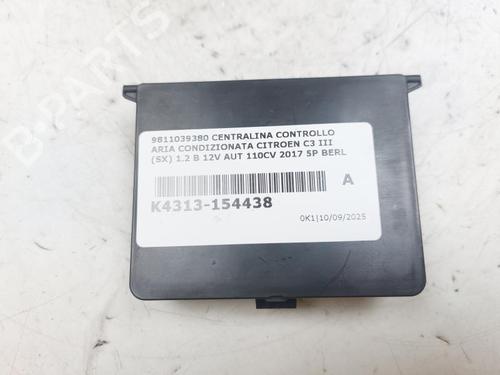 B-PARTS
9811039380 CENTRALINA CONTROLLO
ARIA CONDIZIONATA CITROEN C3 III
(SX) 1.2 B 12V AUT 110CV 2017 5P BERL
A
K4313-154438
0K1|10/09/2025